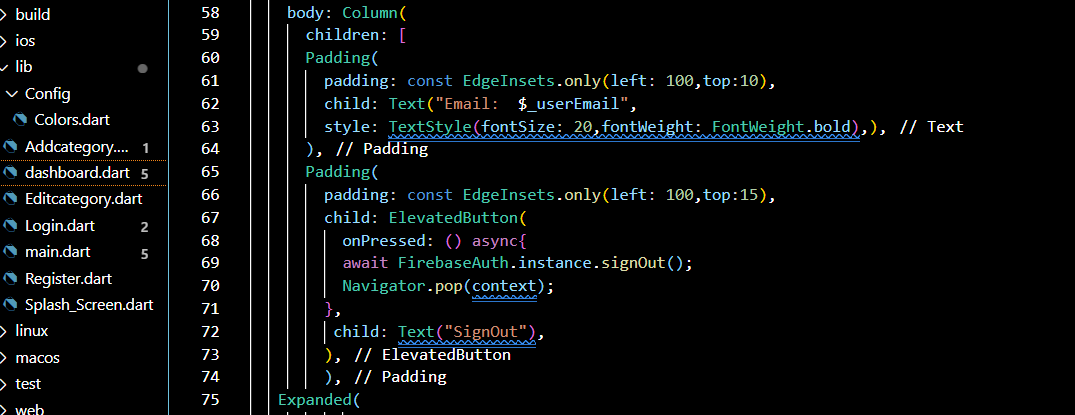 build
ios
lib
Config
Colors.dart
Addcategory.... 1
dashboard.dart 5
Editcategory.dart
Login.dart 2
main.dart 5
Register.dart
Splash_Screen.dart
linux
macos
test
web
58 body: Column(
59 children: [
60 Padding(
61 padding: const EdgeInsets.only(left: 100,top:10),
62 child: Text("Email:  $_userEmail",
63 style: TextStyle(fontSize: 20,fontWeight: FontWeight.bold),), // Text
64 ), // Padding
65 Padding(
66 padding: const EdgeInsets.only(left: 100,top:15),
67 child: ElevatedButton(
68 onPressed: () async{
69 await FirebaseAuth.instance.signOut();
70 Navigator.pop(context);
71 },
72 child: Text("SignOut"),
73 ), // ElevatedButton
74 ), // Padding
75 Expanded(